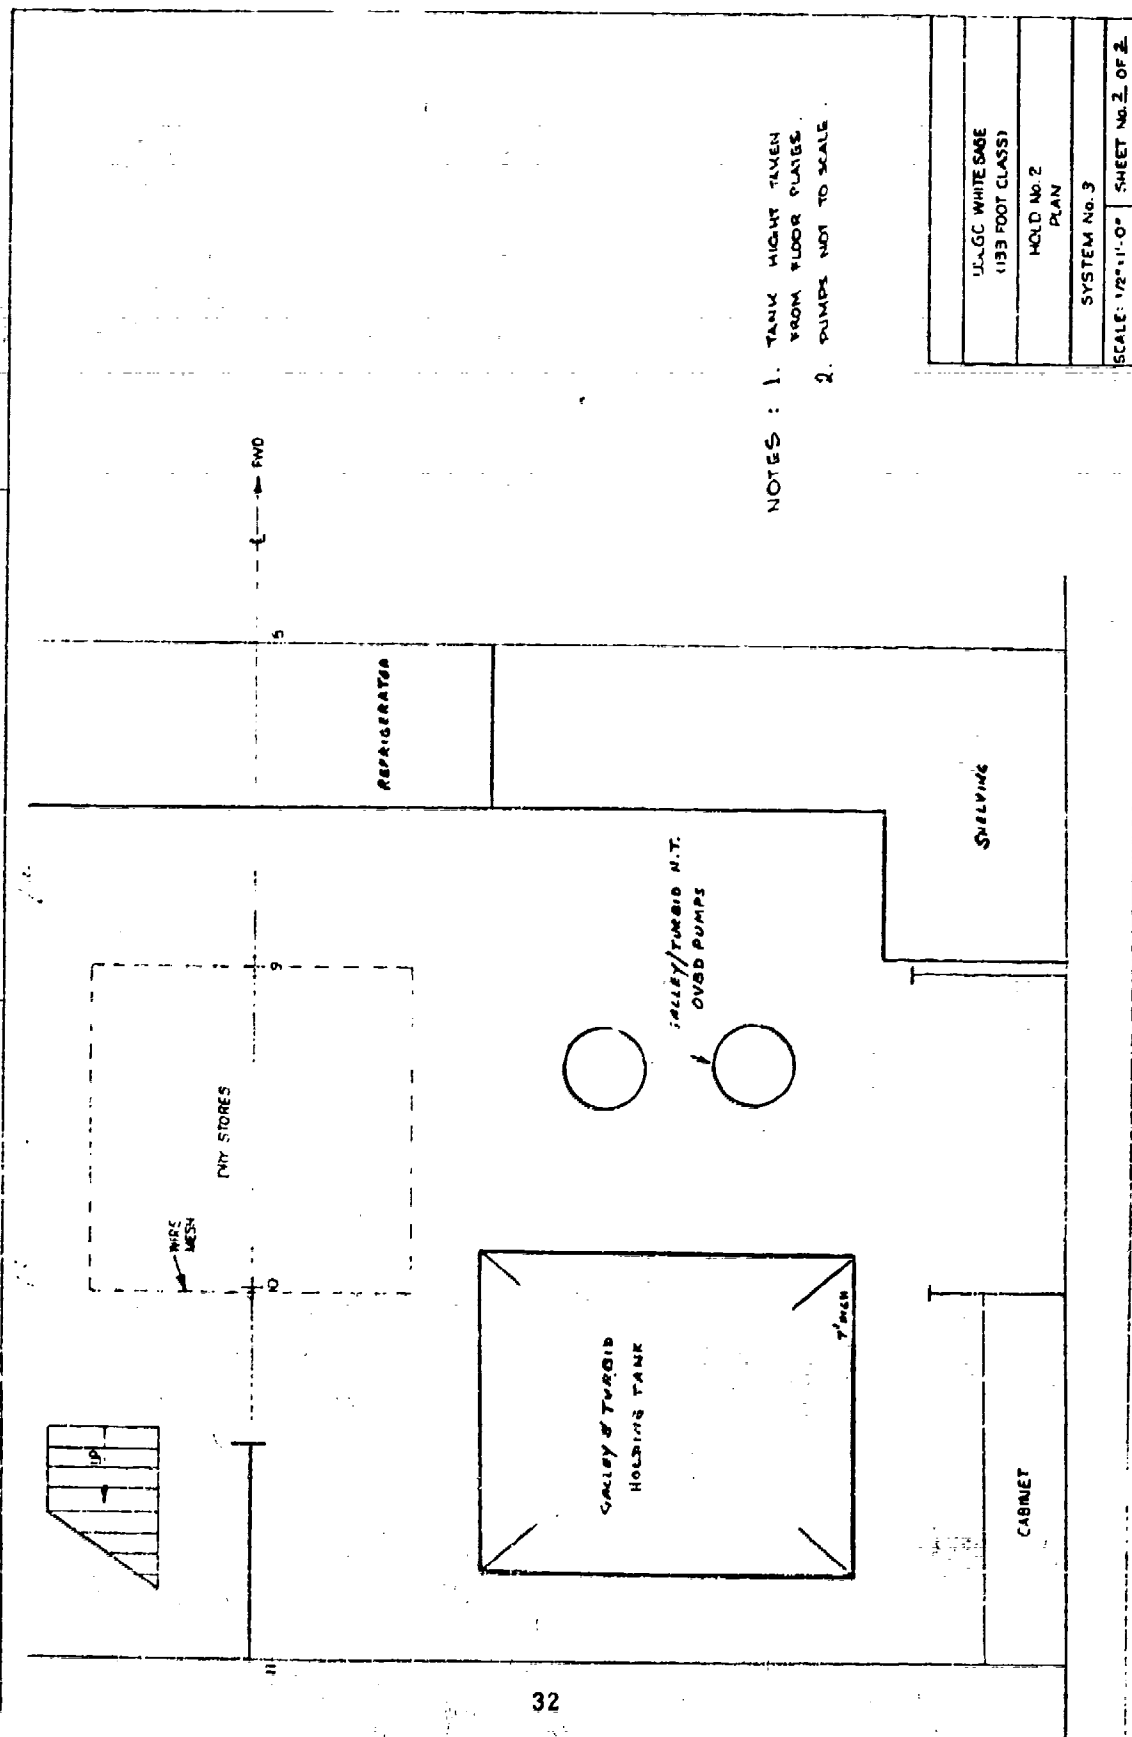 UP
WIRE
MESH
DRY STORES
REFRIGERATOR
FWD
11
10
9
5
GALLEY & TURBID
HOLDING TANK
7' HIGH
GALLEY/TURBID H.T.
OVBD PUMPS
SHELVING
CABINET
NOTES : 1. TANK HIGHT TAKEN
FROM FLOOR PLATES.
2. PUMPS NOT TO SCALE.
USCGC WHITE SAGE
(133 FOOT CLASS)
HOLD No. 2
PLAN
SYSTEM No. 3
SCALE: 1/2"=1'-0" SHEET No. 2 OF 2
32